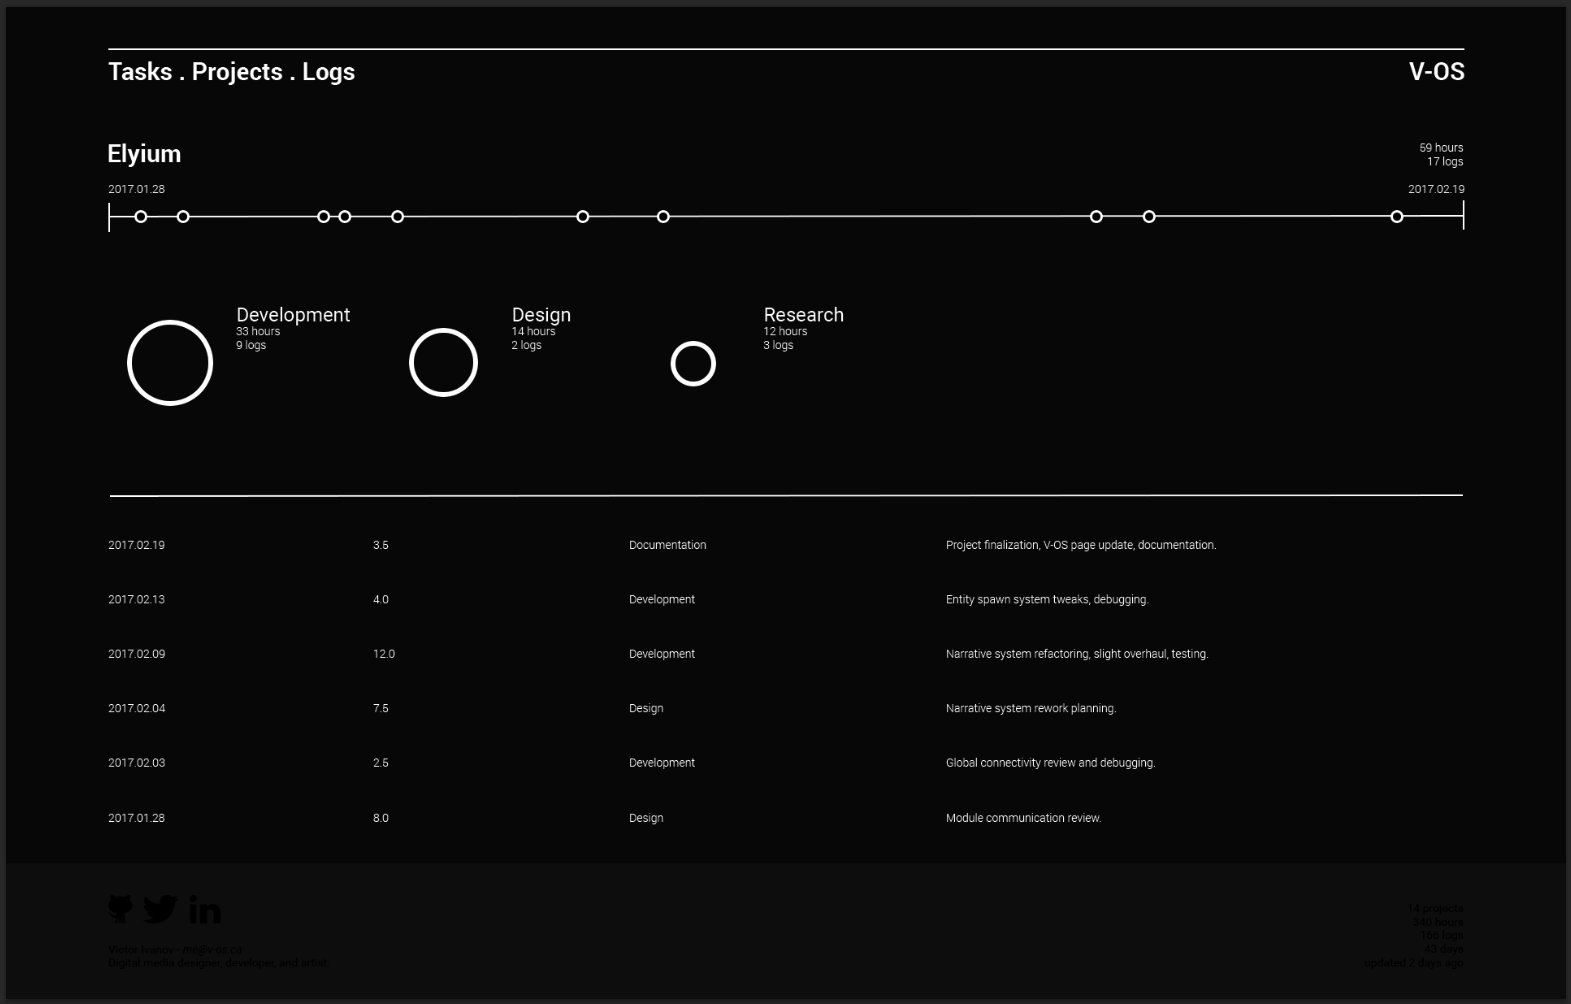 Tasks . Projects . Logs
V-OS
Elyium
59 hours
17 logs
2017.01.28
2017.02.19
Development
33 hours
9 logs
Design
14 hours
2 logs
Research
12 hours
3 logs
2017.02.19 3.5 Documentation Project finalization, V-OS page update, documentation.
2017.02.13 4.0 Development Entity spawn system tweaks, debugging.
2017.02.09 12.0 Development Narrative system refactoring, slight overhaul, testing.
2017.02.04 7.5 Design Narrative system rework planning.
2017.02.03 2.5 Development Global connectivity review and debugging.
2017.01.28 8.0 Design Module communication review.
in
Victor Ivanov - me@v-os.ca
Digital media designer, developer, and artist
14 projects
340 hours
166 logs
43 days
updated 2 days ago